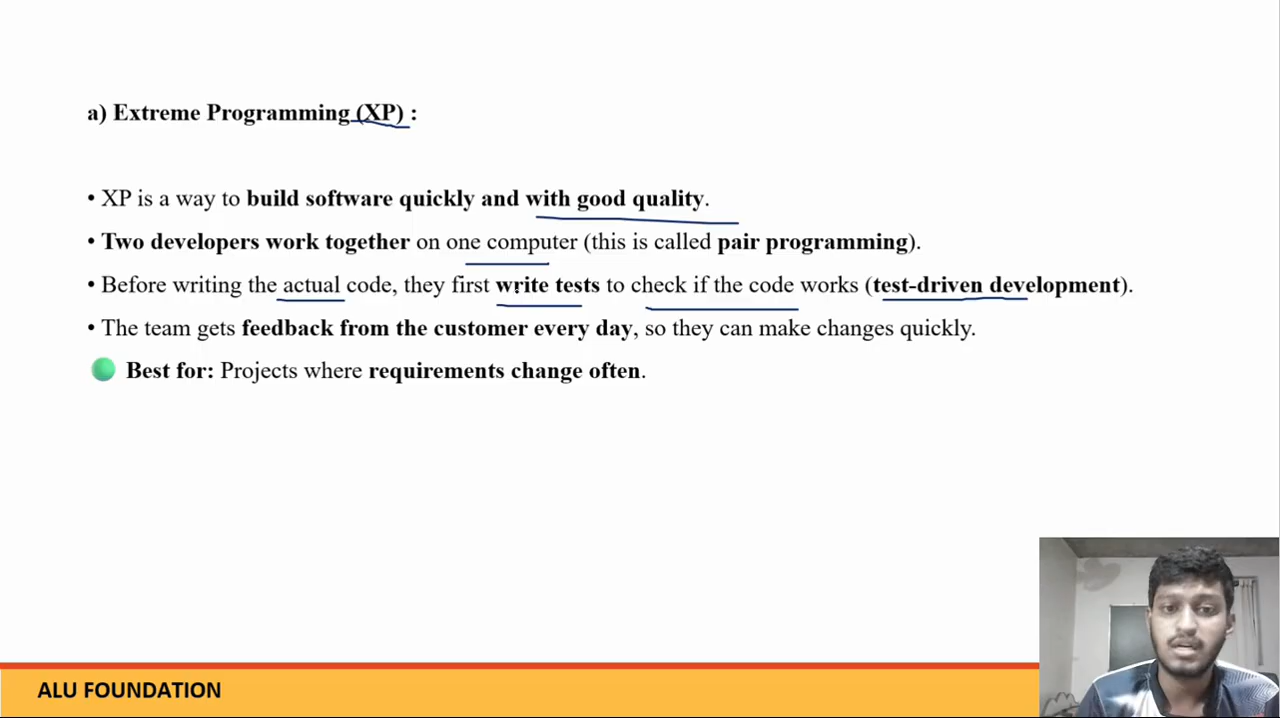 a) Extreme Programming (XP) :
• XP is a way to build software quickly and with good quality.
• Two developers work together on one computer (this is called pair programming).
• Before writing the actual code, they first write tests to check if the code works (test-driven development).
• The team gets feedback from the customer every day, so they can make changes quickly.
Best for: Projects where requirements change often.
ALU FOUNDATION